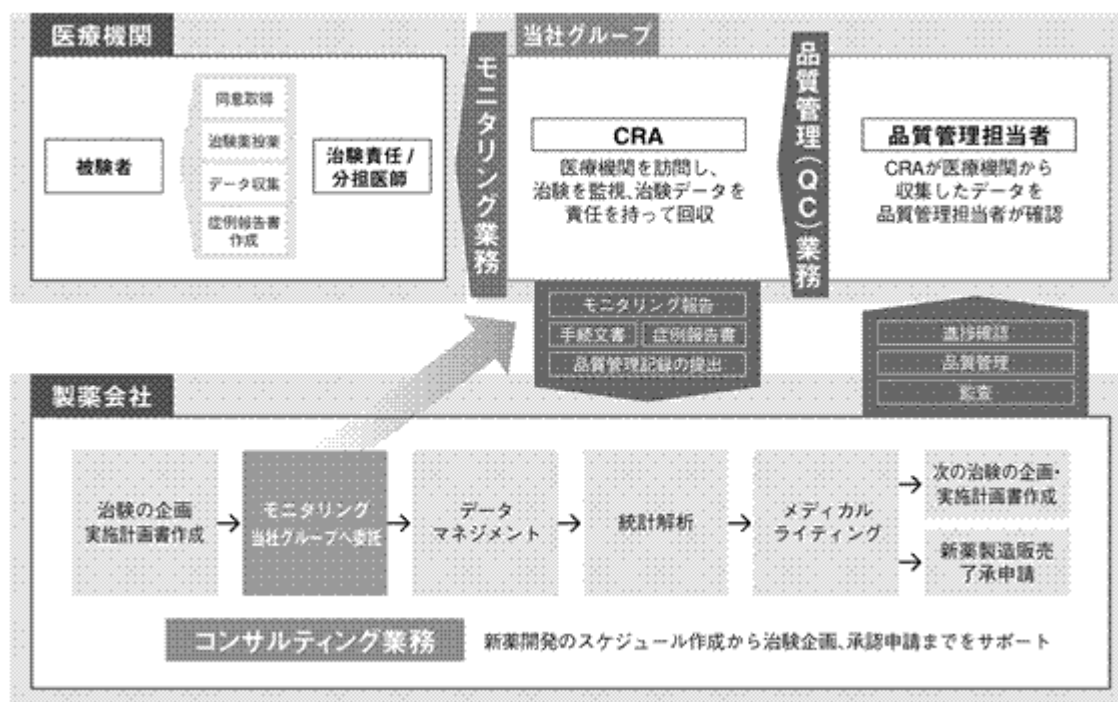 医療機関
被験者
同意取得
治験薬投薬
データ収集
症例報告書
作成
治験責任/
分担医師
モニタリング業務
当社グループ
CRA
医療機関を訪問し、
治験を監視、治験データを
責任を持って回収
品質管理(QC)業務
品質管理担当者
CRAが医療機関から
収集したデータを
品質管理担当者が確認
モニタリング報告
手続文書
症例報告書
品質管理記録の提出
進捗確認
品質管理
監査
製薬会社
治験の企画
実施計画書作成
モニタリング
当社グループへ委託
データ
マネジメント
統計解析
メディカル
ライティング
次の治験の企画・
実施計画書作成
新薬製造販売
了承申請
コンサルティング業務
新薬開発のスケジュール作成から治験企画、承認申請までをサポート